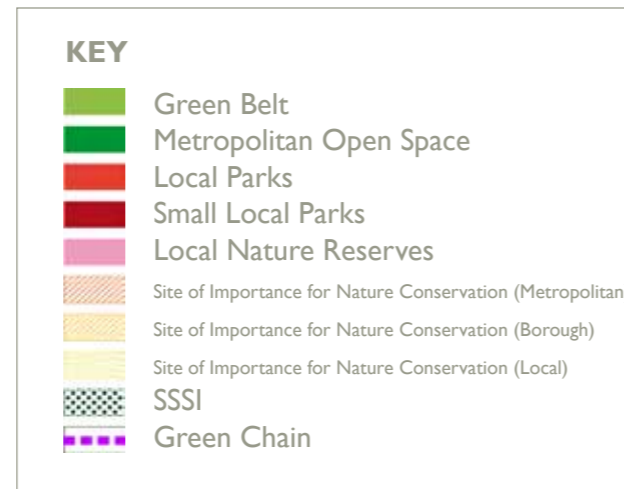 KEY
Green Belt
Metropolitan Open Space
Local Parks
Small Local Parks
Local Nature Reserves
Site of Importance for Nature Conservation (Metropolitan
Site of Importance for Nature Conservation (Borough)
Site of Importance for Nature Conservation (Local)
SSSI
Green Chain